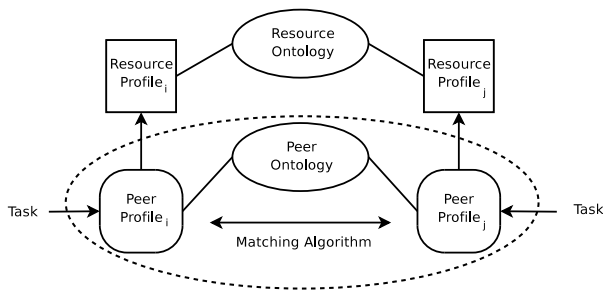 Resource
Ontology
Resource
Profile i
Resource
Profile j
Peer
Ontology
Peer
Profile i
Peer
Profile j
Task
Task
Matching Algorithm